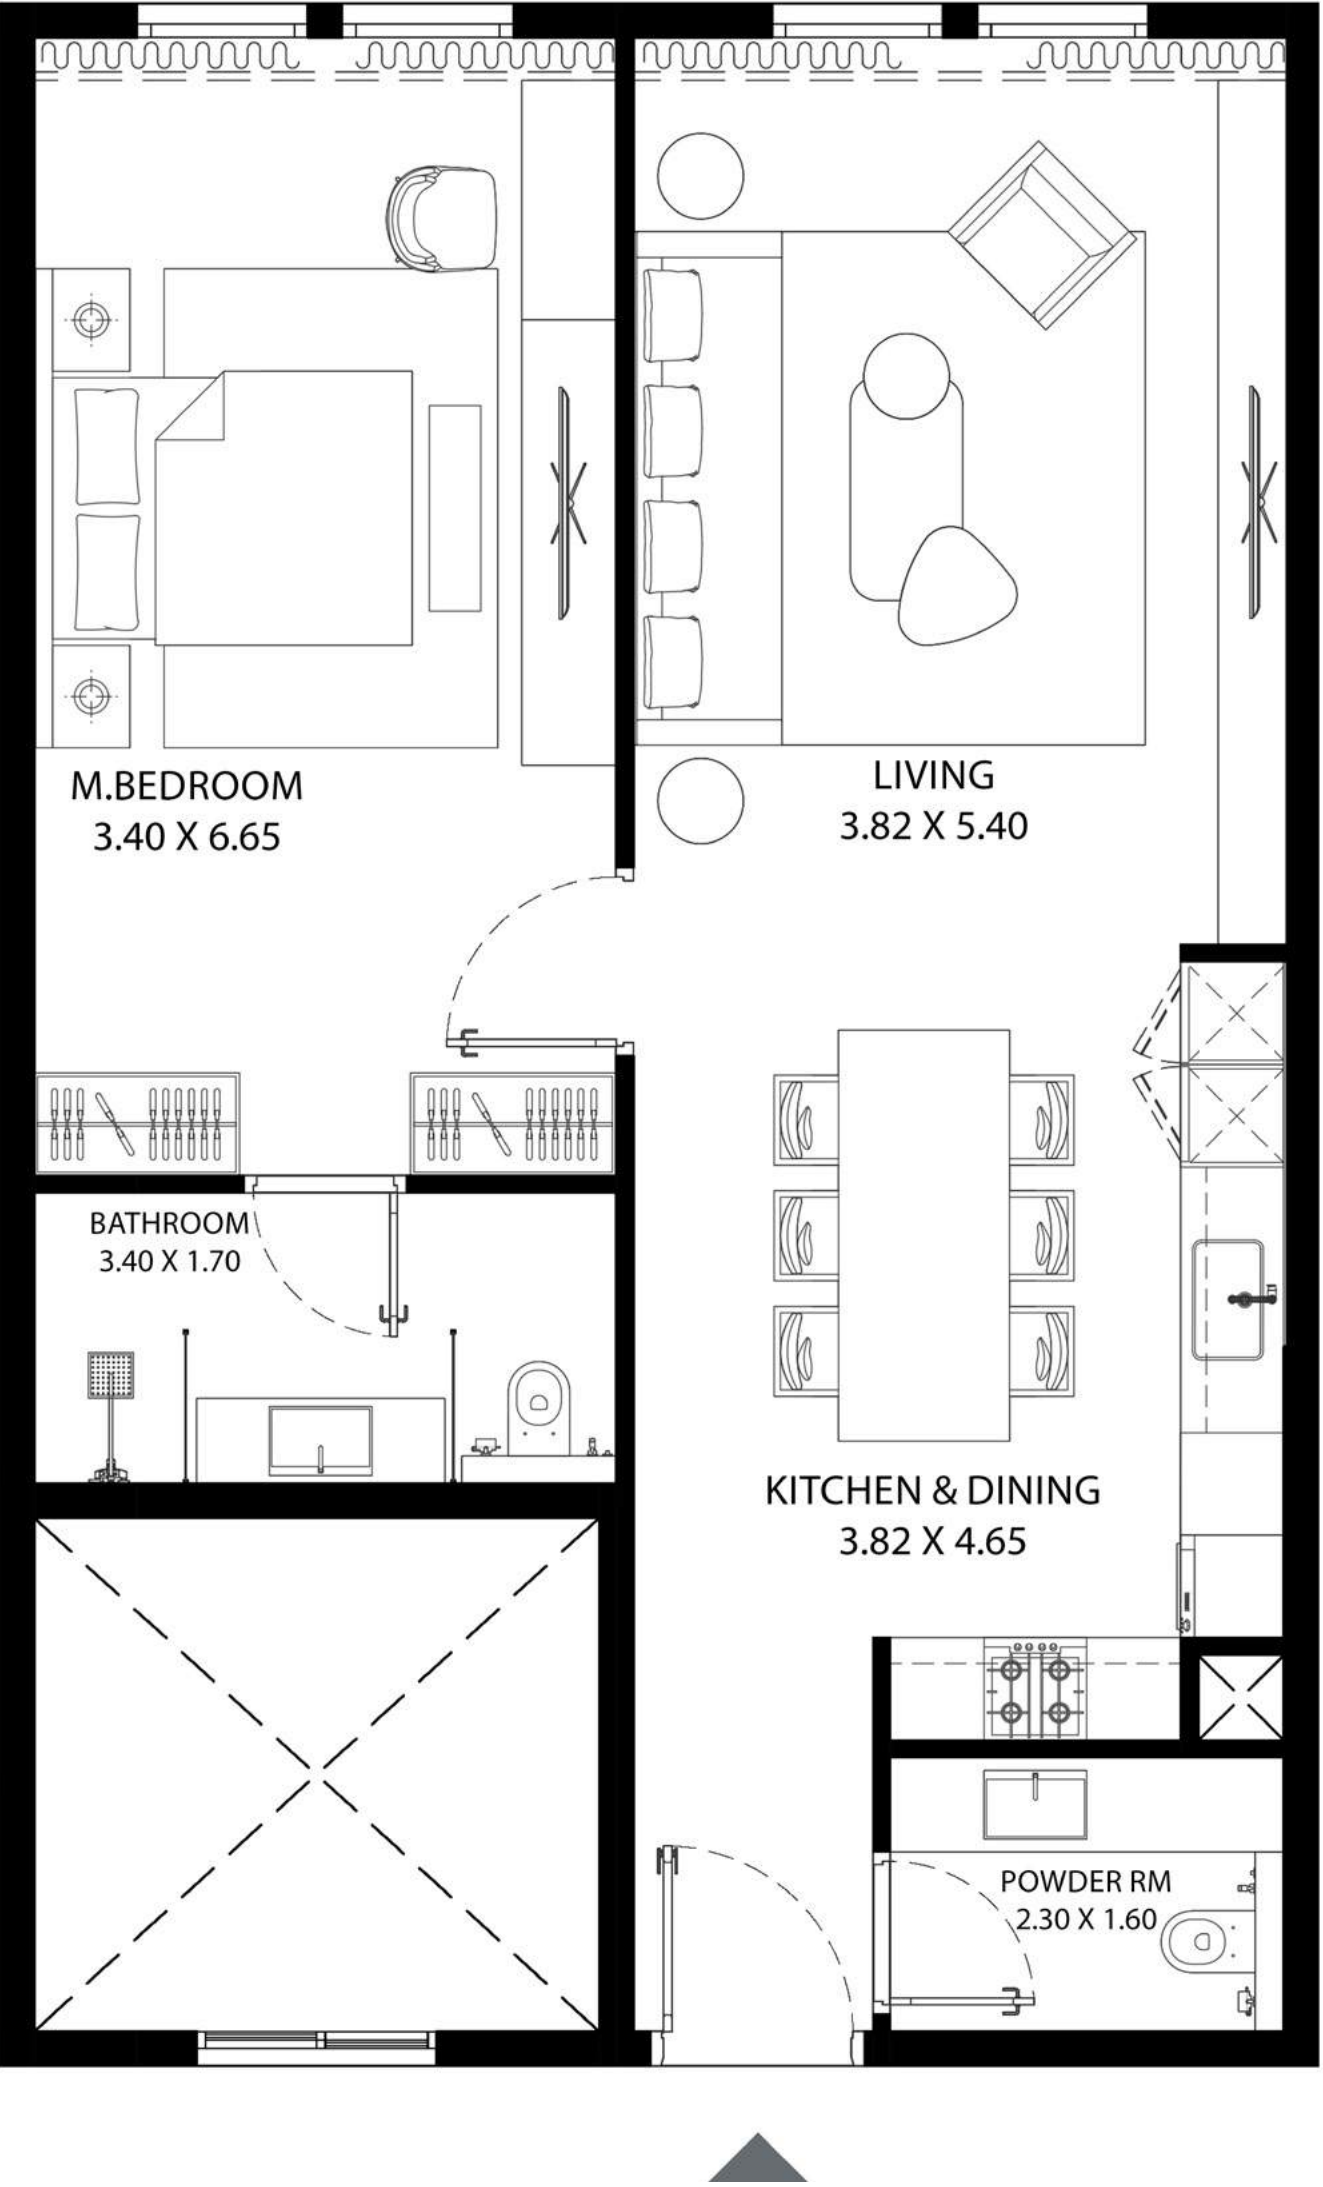 M.BEDROOM
3.40 X 6.65
LIVING
3.82 X 5.40
BATHROOM
3.40 X 1.70
KITCHEN & DINING
3.82 X 4.65
POWDER RM
2.30 X 1.60